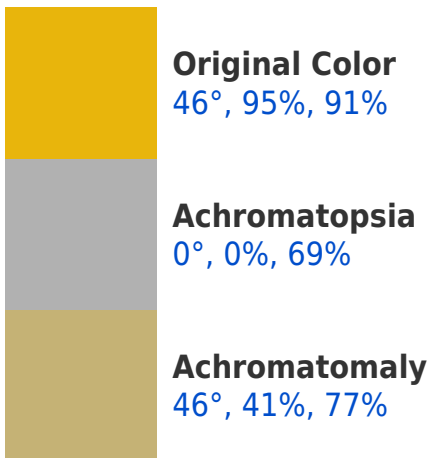 Original Color
46°, 95%, 91%
Achromatopsia
0°, 0%, 69%
Achromatomaly
46°, 41%, 77%